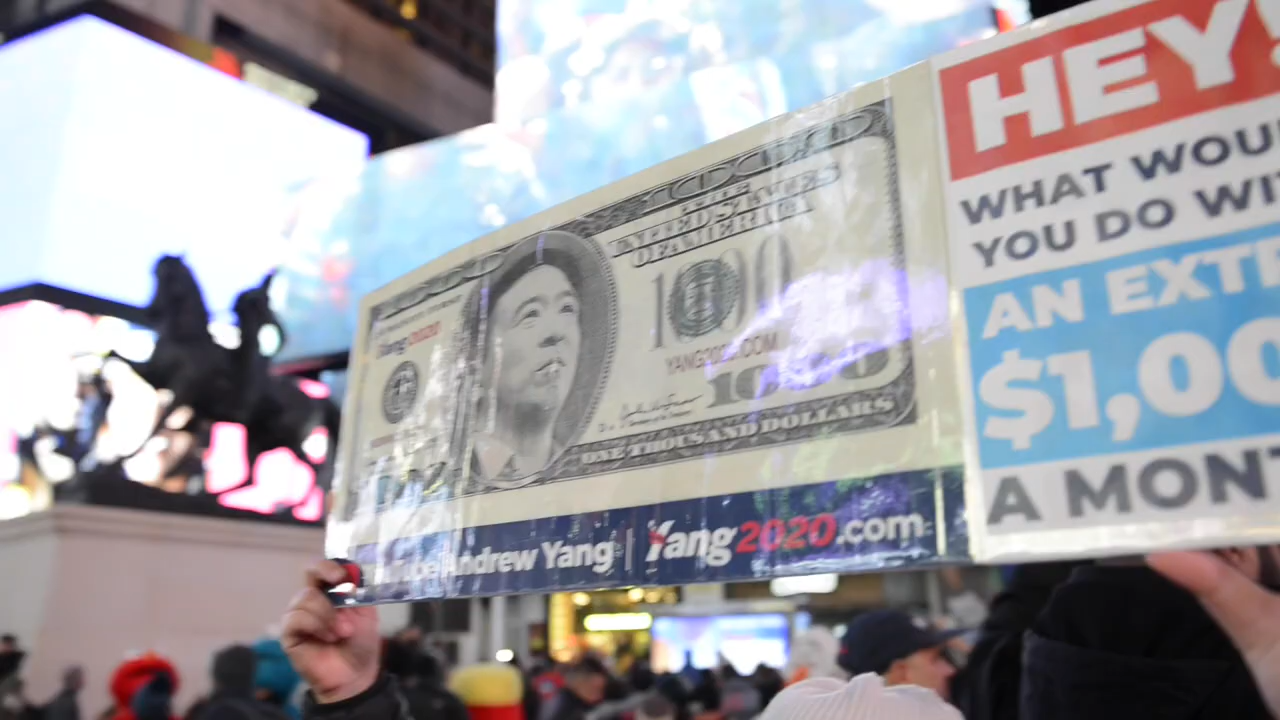 HEY!
WHAT WOU
YOU DO WIT
AN EXTR
$1,00
A MONT
UNITED STATES
OF AMERICA
Yang2020
1000
YANG2020.COM
1000
ONE THOUSAND DOLLARS
Andrew Yang | Yang2020.com